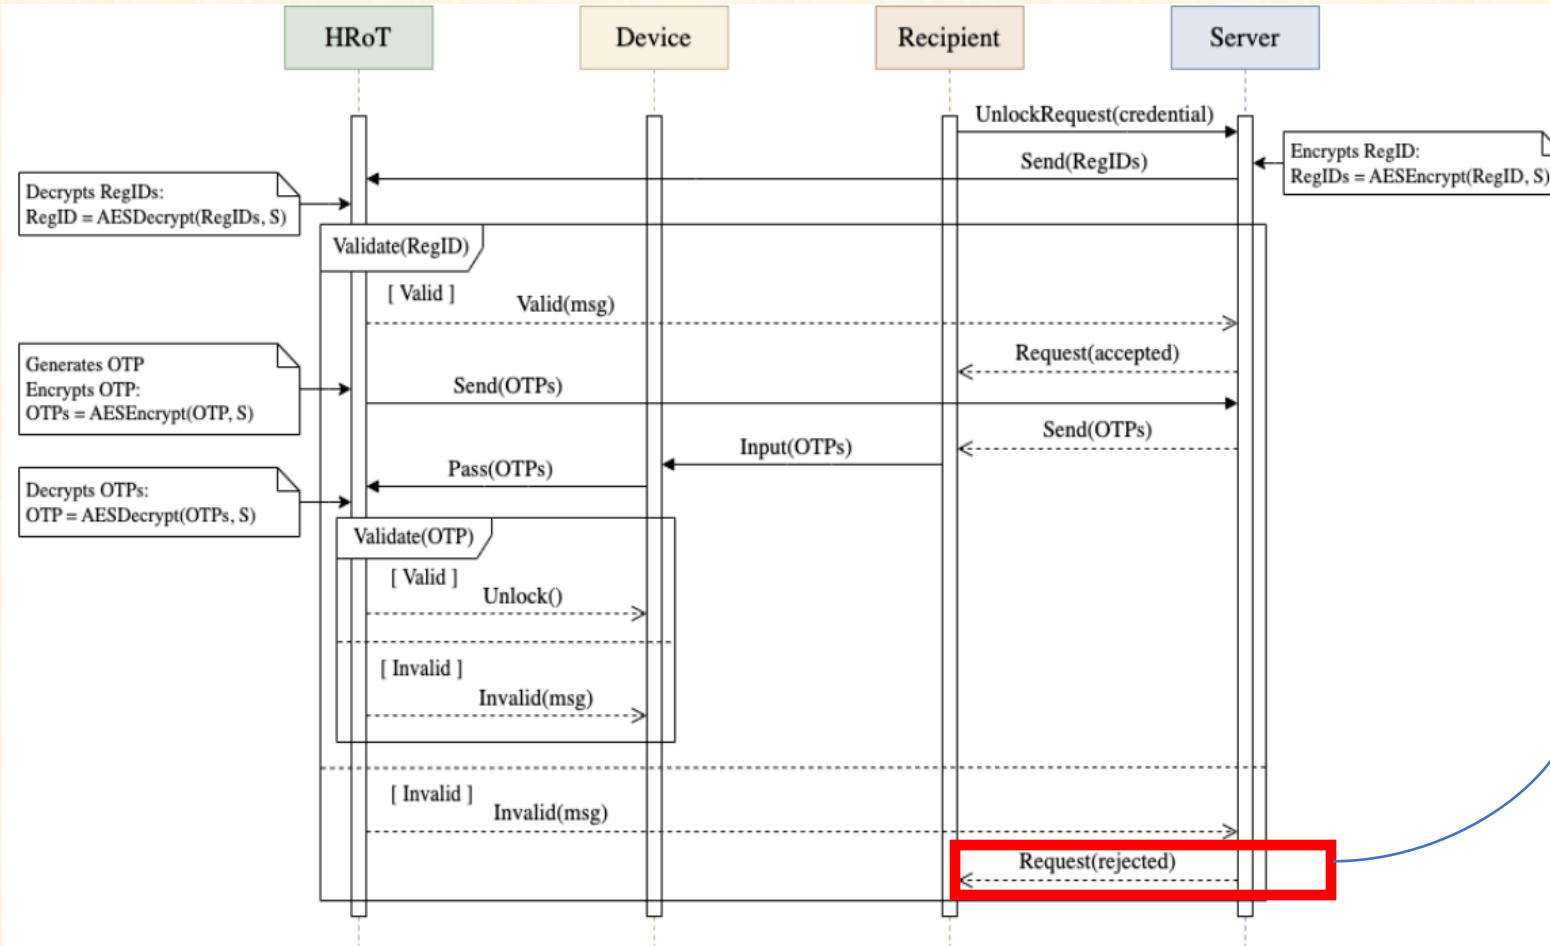 HRoT
Device
Recipient
Server
UnlockRequest(credential)
Encrypts RegID:
RegIDs = AESEncrypt(RegID, S)
Send(RegIDs)
Decrypts RegIDs:
RegID = AESDecrypt(RegIDs, S)
Validate(RegID)
[ Valid ]
Valid(msg)
Request(accepted)
Generates OTP
Encrypts OTP:
OTPs = AESEncrypt(OTP, S)
Send(OTPs)
Send(OTPs)
Input(OTPs)
Pass(OTPs)
Decrypts OTPs:
OTP = AESDecrypt(OTPs, S)
Validate(OTP)
[ Valid ]
Unlock()
[ Invalid ]
Invalid(msg)
[ Invalid ]
Invalid(msg)
Request(rejected)